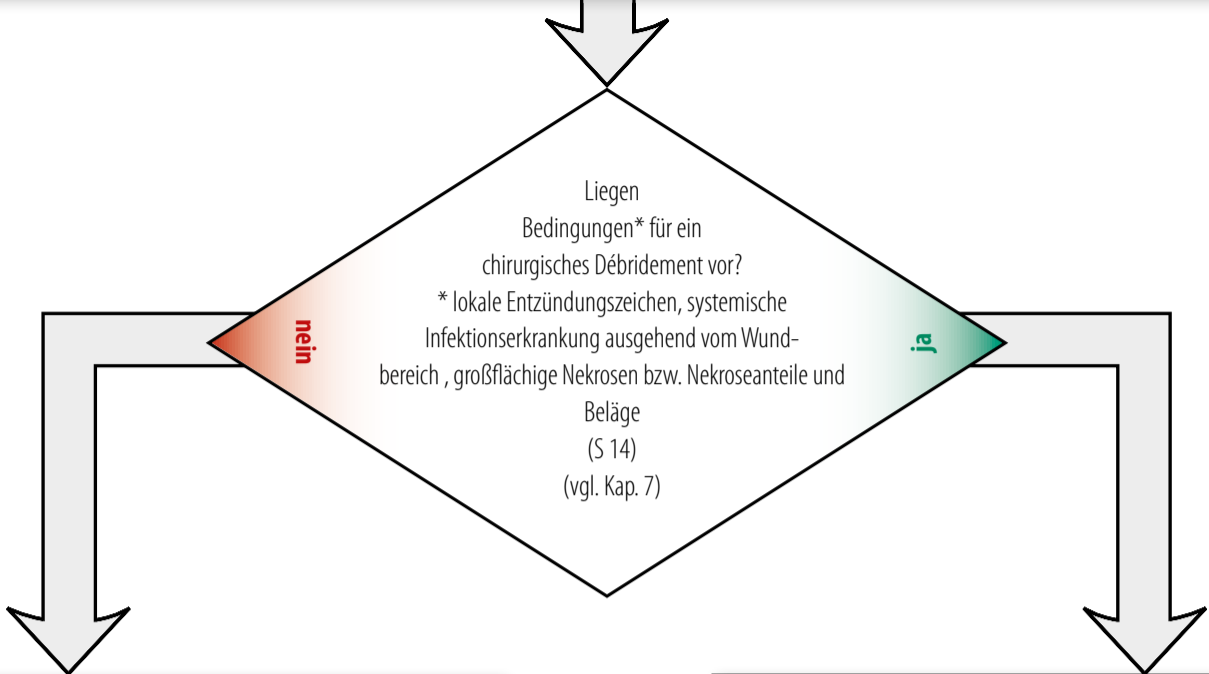 Liegen
Bedingungen* für ein
chirurgisches Débridement vor?
* lokale Entzündungszeichen, systemische
Infektionserkrankung ausgehend vom Wund-
nein
ja
bereich , großflächige Nekrosen bzw. Nekroseanteile und
Beläge
(S 14)
(vgl. Kap. 7)